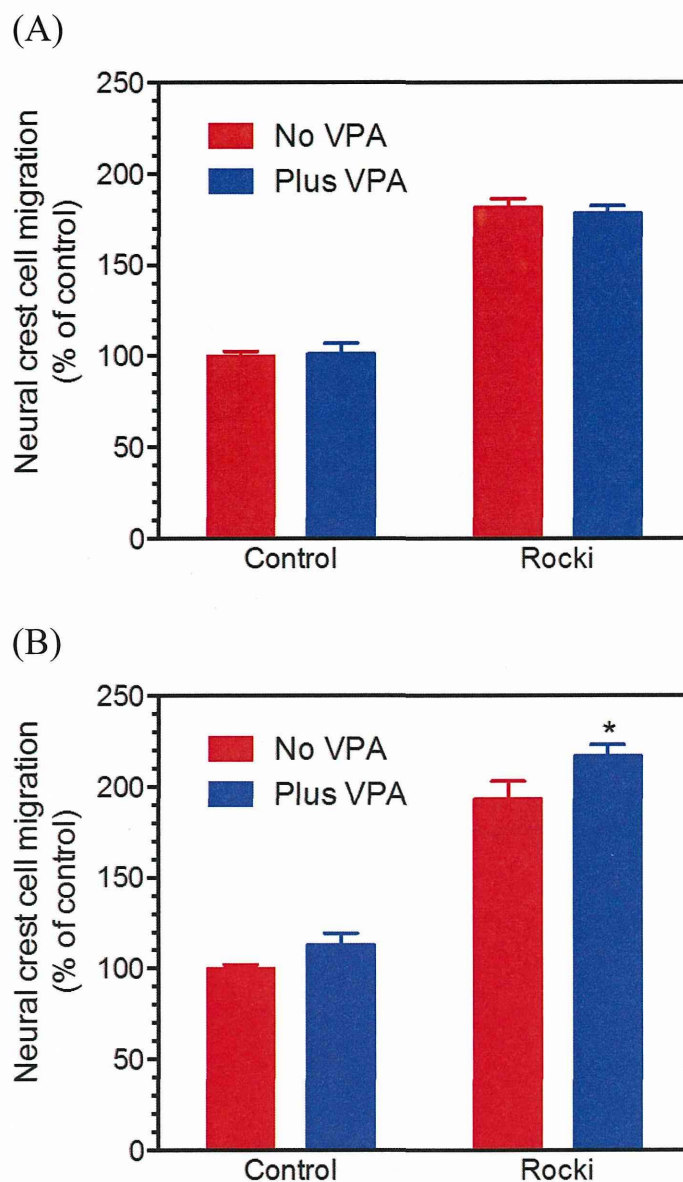 (A)
Neural crest cell migration
(% of control)
250
200
150
100
50
0
No VPA
Plus VPA
Control
Rocki
(B)
Neural crest cell migration
(% of control)
250
200
150
100
50
0
No VPA
Plus VPA
*
Control
Rocki